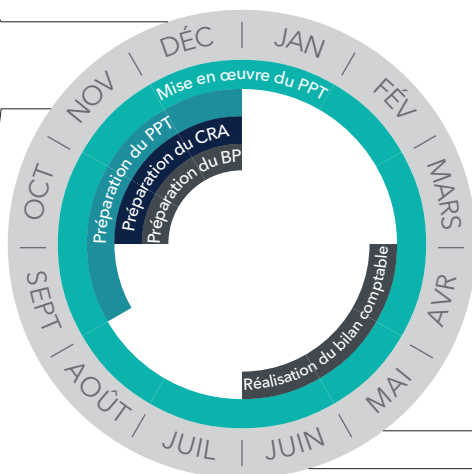 JAN
FÉV
MARS
AVR
MAI
JUIN
JUIL
AOÛT
SEPT
OCT
NOV
DÉC
Mise en œuvre du PPT
Préparation du PPT
Préparation du CRA
Préparation du BP
Réalisation du bilan comptable